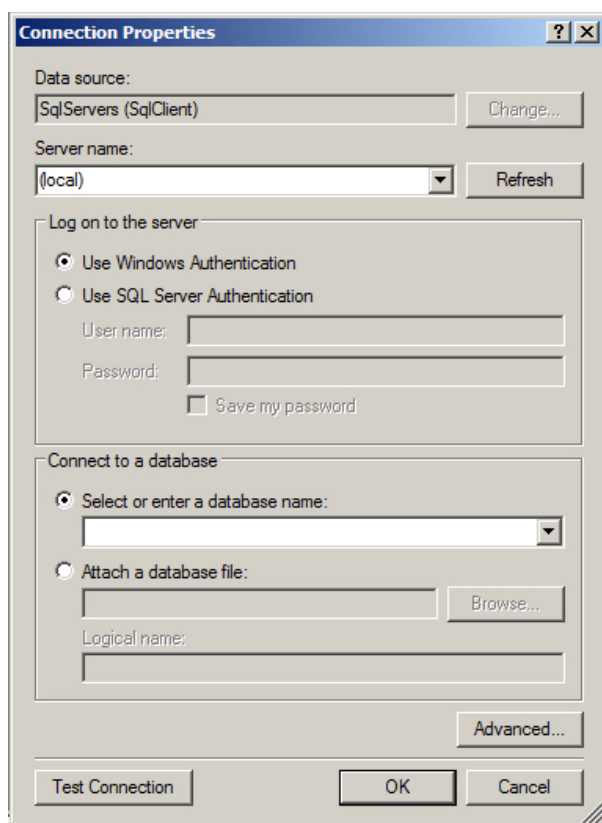 Connection Properties
?
X
Data source:
SqlServers (SqlClient)
Change...
Server name:
(local)
Refresh
Log on to the server
Use Windows Authentication
Use SQL Server Authentication
User name:
Password:
Save my password
Connect to a database
Select or enter a database name:
Attach a database file:
Browse...
Logical name:
Advanced...
Test Connection
OK
Cancel